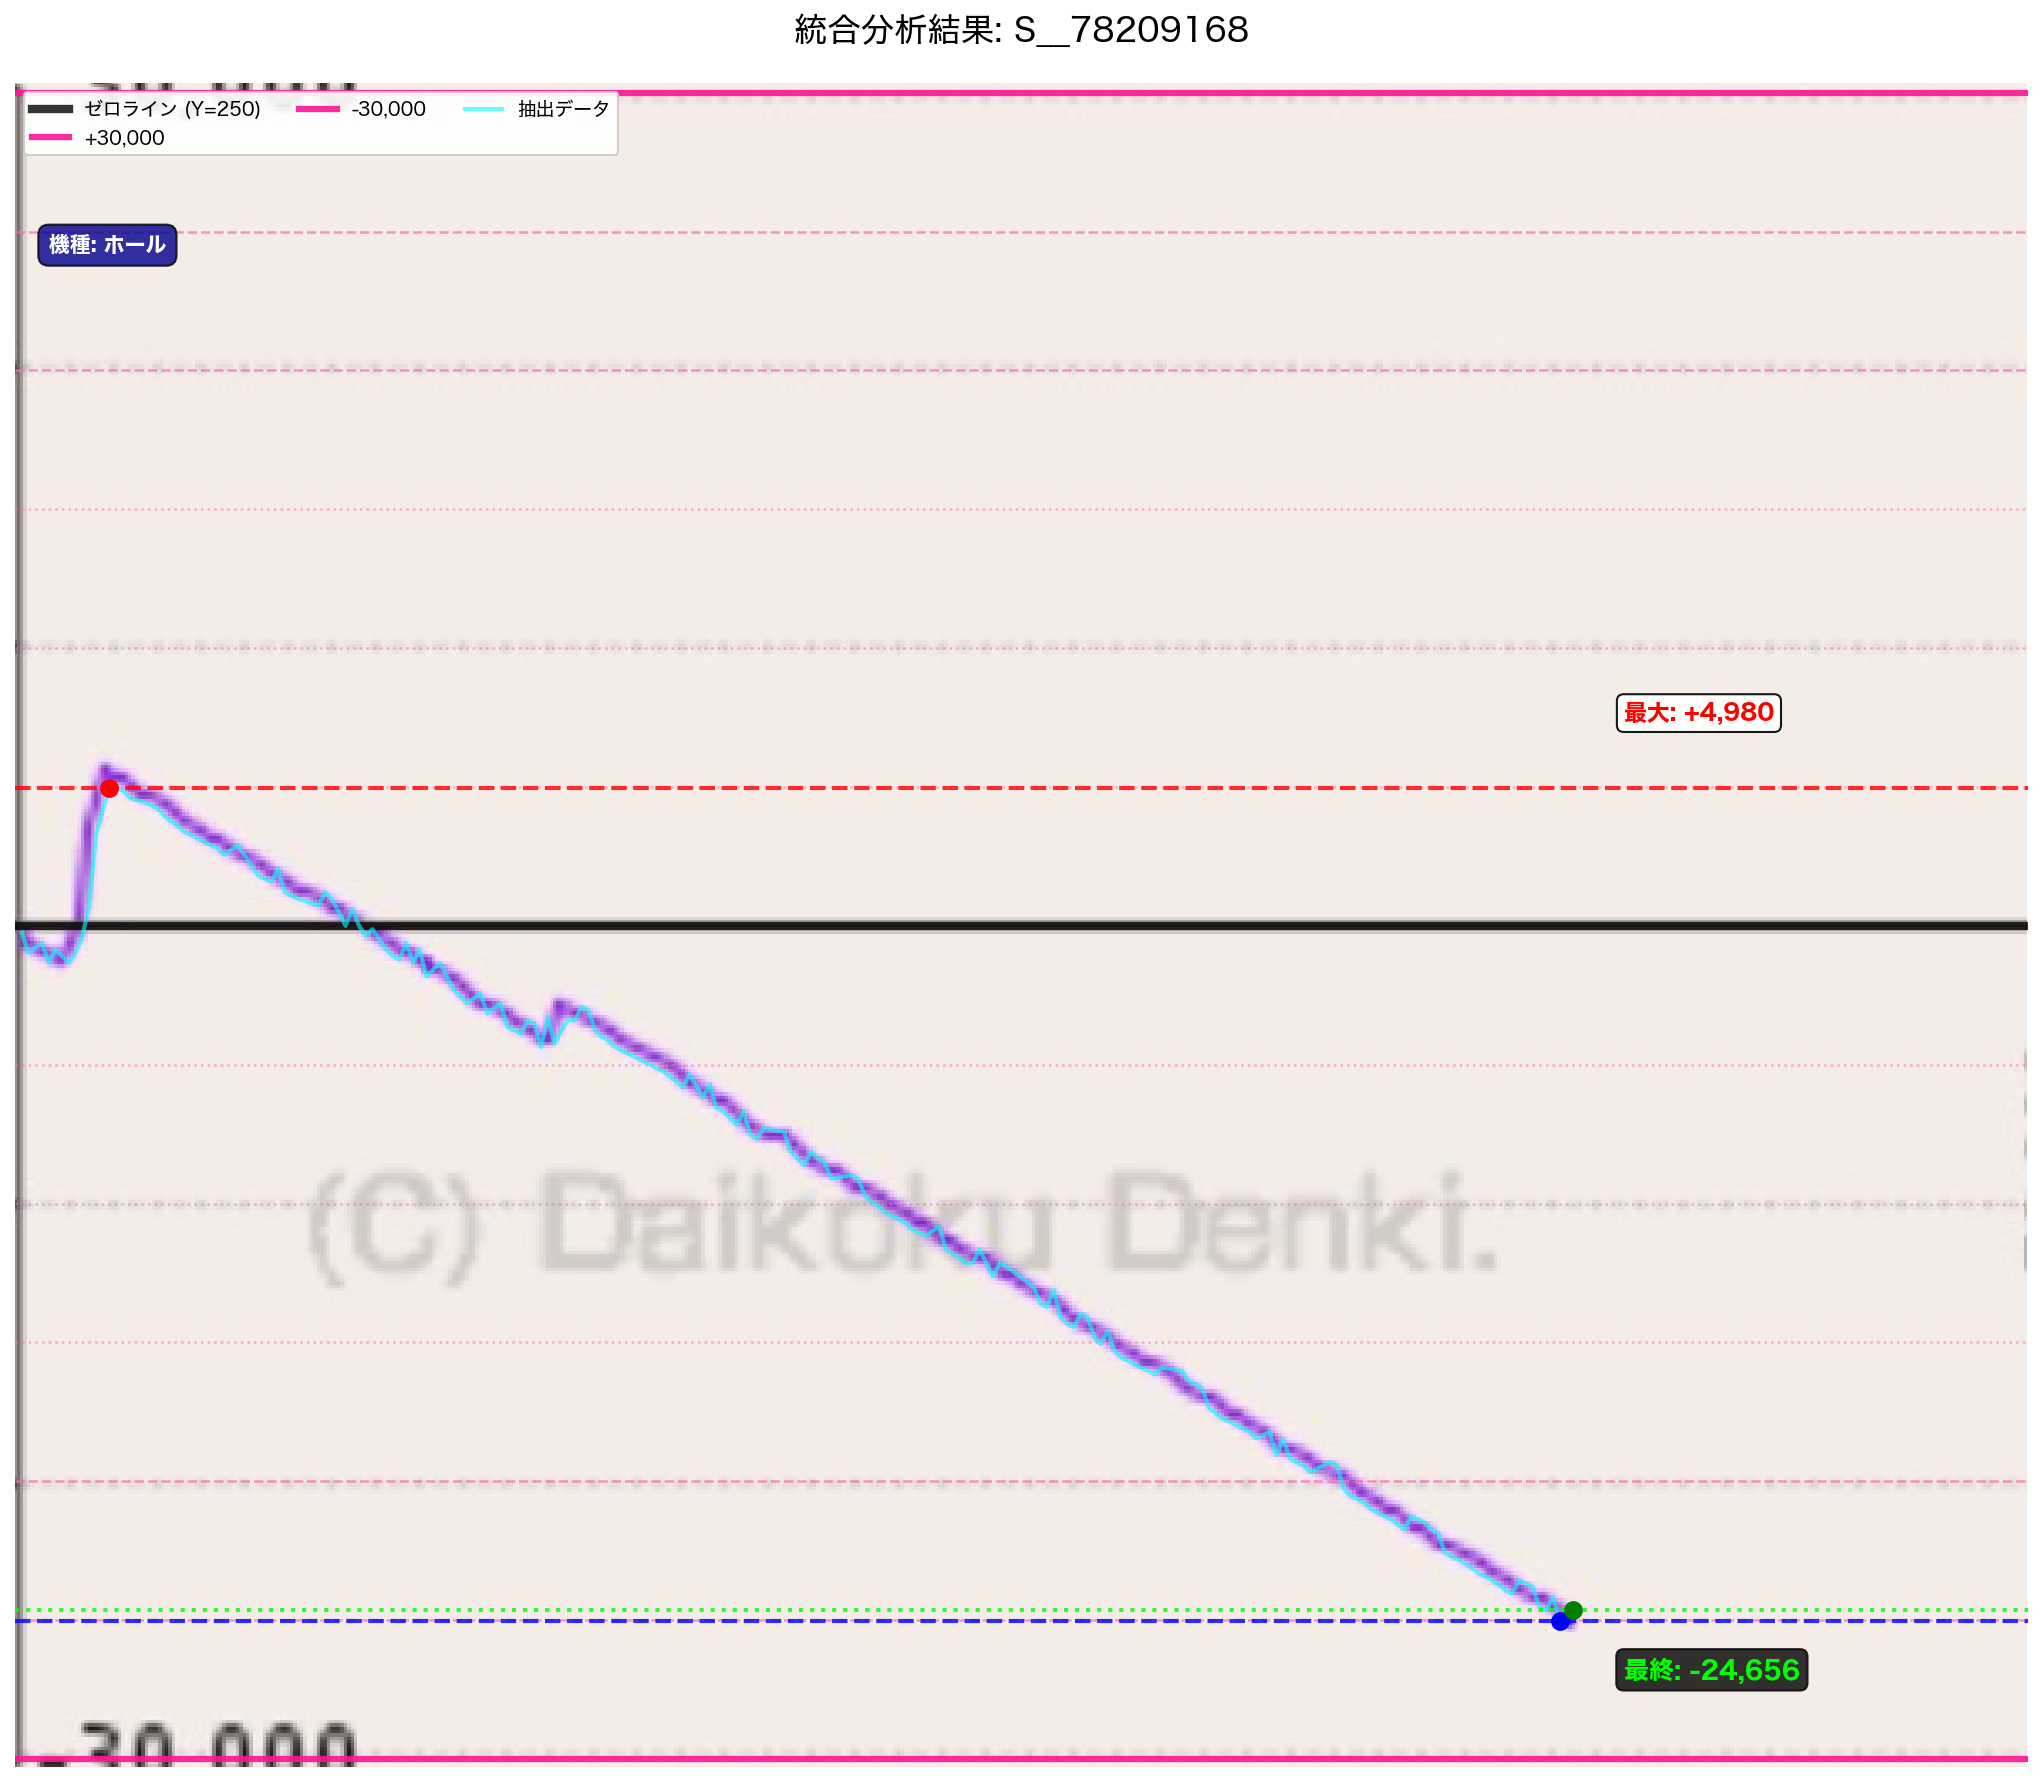 統合分析結果: S__78209168
30,000
ゼロライン (Y=250)
+30,000
-30,000
抽出データ
機種: ホール
最大: +4,980
(C) Daikoku Denki.
最終: -24,656
-30,000